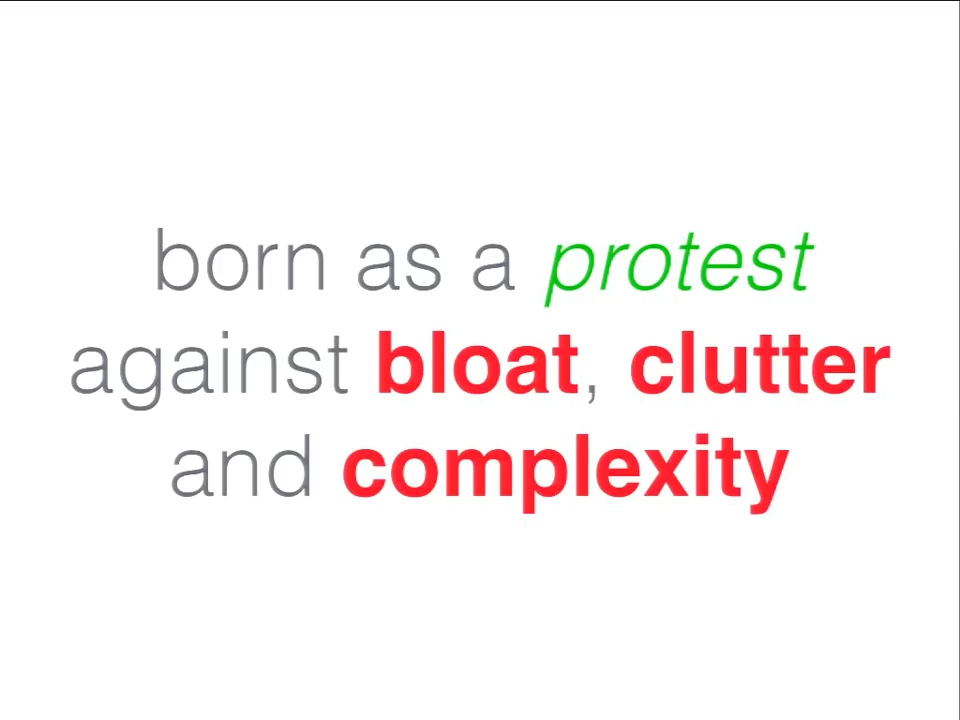 born as a protest
against bloat, clutter
and complexity